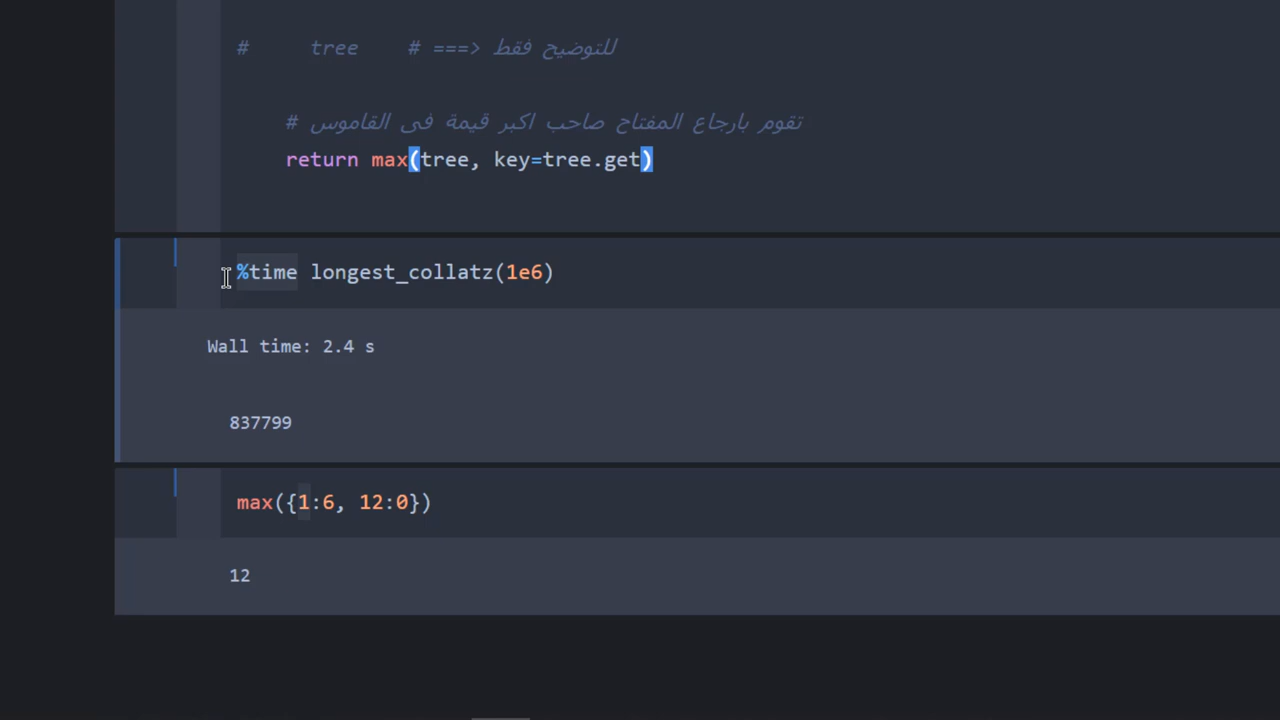 #     tree    # ===> للتوضيح فقط
# تقوم بارجاع المفتاح صاحب اكبر قيمة فى القاموس
return max(tree, key=tree.get)
%time longest_collatz(1e6)
Wall time: 2.4 s
837799
max({1:6, 12:0})
12